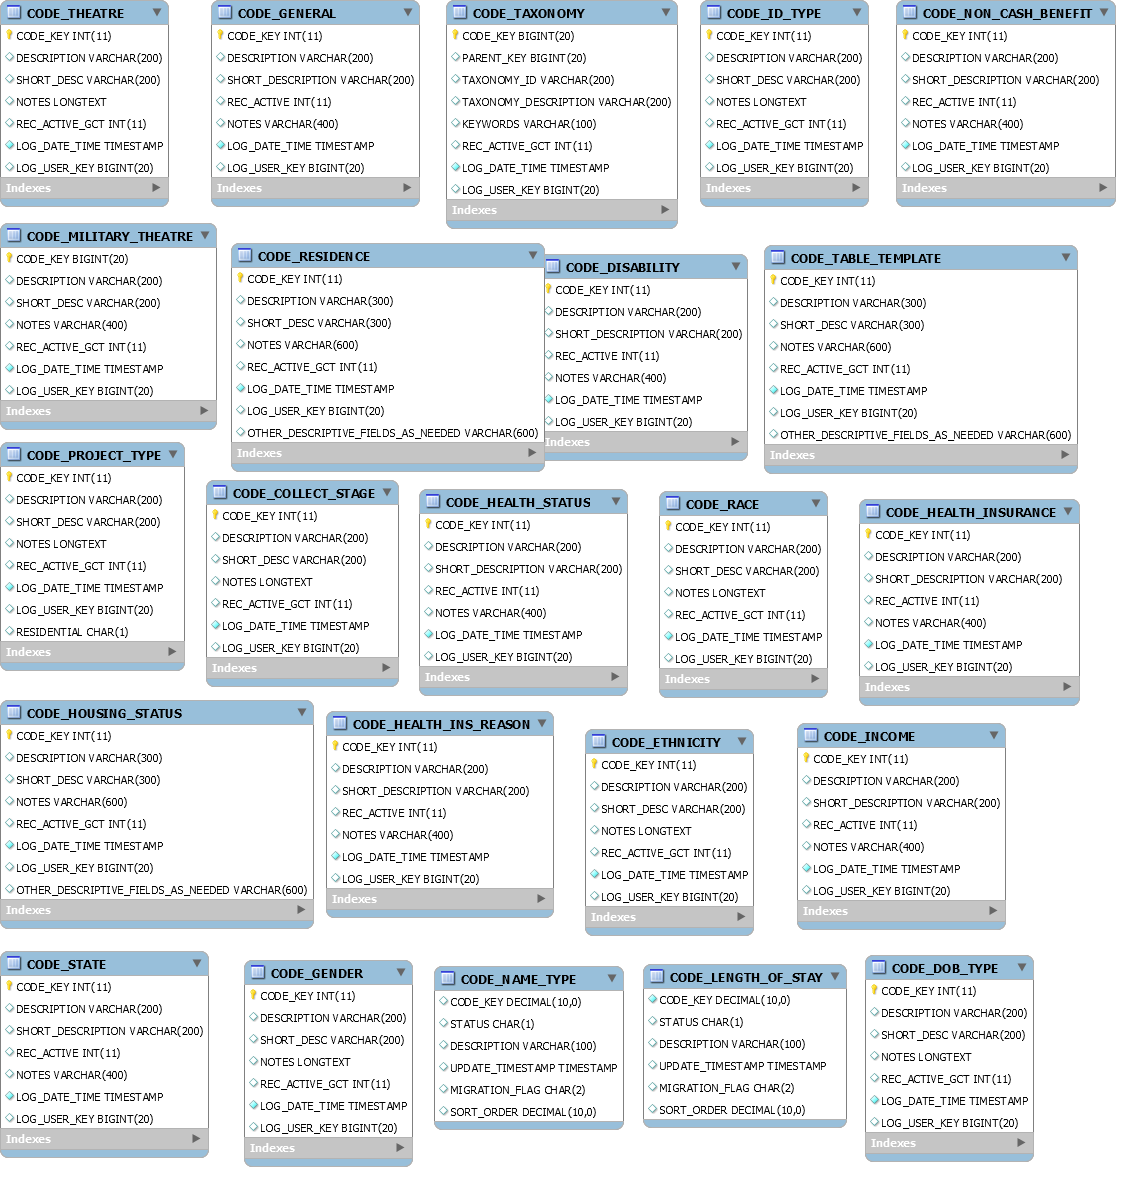 CODE_THEATRE
CODE_KEY INT(11)
DESCRIPTION VARCHAR(200)
SHORT_DESC VARCHAR(200)
NOTES LONGTEXT
REC_ACTIVE_GCT INT(11)
LOG_DATE_TIME TIMESTAMP
LOG_USER_KEY BIGINT(20)
Indexes
CODE_GENERAL
CODE_KEY INT(11)
DESCRIPTION VARCHAR(200)
SHORT_DESCRIPTION VARCHAR(200)
REC_ACTIVE INT(11)
NOTES VARCHAR(400)
LOG_DATE_TIME TIMESTAMP
LOG_USER_KEY BIGINT(20)
Indexes
CODE_TAXONOMY
CODE_KEY BIGINT(20)
PARENT_KEY BIGINT(20)
TAXONOMY_ID VARCHAR(200)
TAXONOMY_DESCRIPTION VARCHAR(200)
KEYWORDS VARCHAR(100)
REC_ACTIVE_GCT INT(11)
LOG_DATE_TIME TIMESTAMP
LOG_USER_KEY BIGINT(20)
Indexes
CODE_ID_TYPE
CODE_KEY INT(11)
DESCRIPTION VARCHAR(200)
SHORT_DESC VARCHAR(200)
NOTES LONGTEXT
REC_ACTIVE_GCT INT(11)
LOG_DATE_TIME TIMESTAMP
LOG_USER_KEY BIGINT(20)
Indexes
CODE_NON_CASH_BENEFIT
CODE_KEY INT(11)
DESCRIPTION VARCHAR(200)
SHORT_DESCRIPTION VARCHAR(200)
REC_ACTIVE INT(11)
NOTES VARCHAR(400)
LOG_DATE_TIME TIMESTAMP
LOG_USER_KEY BIGINT(20)
Indexes
CODE_MILITARY_THEATRE
CODE_KEY BIGINT(20)
DESCRIPTION VARCHAR(200)
SHORT_DESC VARCHAR(200)
NOTES VARCHAR(400)
REC_ACTIVE_GCT INT(11)
LOG_DATE_TIME TIMESTAMP
LOG_USER_KEY BIGINT(20)
Indexes
CODE_RESIDENCE
CODE_KEY INT(11)
DESCRIPTION VARCHAR(300)
SHORT_DESC VARCHAR(300)
NOTES VARCHAR(600)
REC_ACTIVE_GCT INT(11)
LOG_DATE_TIME TIMESTAMP
LOG_USER_KEY BIGINT(20)
OTHER_DESCRIPTIVE_FIELDS_AS_NEEDED VARCHAR(600)
Indexes
CODE_DISABILITY
CODE_KEY INT(11)
DESCRIPTION VARCHAR(200)
SHORT_DESCRIPTION VARCHAR(200)
REC_ACTIVE INT(11)
NOTES VARCHAR(400)
LOG_DATE_TIME TIMESTAMP
LOG_USER_KEY BIGINT(20)
Indexes
CODE_TABLE_TEMPLATE
CODE_KEY INT(11)
DESCRIPTION VARCHAR(300)
SHORT_DESC VARCHAR(300)
NOTES VARCHAR(600)
REC_ACTIVE_GCT INT(11)
LOG_DATE_TIME TIMESTAMP
LOG_USER_KEY BIGINT(20)
OTHER_DESCRIPTIVE_FIELDS_AS_NEEDED VARCHAR(600)
Indexes
CODE_PROJECT_TYPE
CODE_KEY INT(11)
DESCRIPTION VARCHAR(200)
SHORT_DESC VARCHAR(200)
NOTES LONGTEXT
REC_ACTIVE_GCT INT(11)
LOG_DATE_TIME TIMESTAMP
LOG_USER_KEY BIGINT(20)
RESIDENTIAL CHAR(1)
Indexes
CODE_COLLECT_STAGE
CODE_KEY INT(11)
DESCRIPTION VARCHAR(200)
SHORT_DESC VARCHAR(200)
NOTES LONGTEXT
REC_ACTIVE_GCT INT(11)
LOG_DATE_TIME TIMESTAMP
LOG_USER_KEY BIGINT(20)
Indexes
CODE_HEALTH_STATUS
CODE_KEY INT(11)
DESCRIPTION VARCHAR(200)
SHORT_DESCRIPTION VARCHAR(200)
REC_ACTIVE INT(11)
NOTES VARCHAR(400)
LOG_DATE_TIME TIMESTAMP
LOG_USER_KEY BIGINT(20)
Indexes
CODE_RACE
CODE_KEY INT(11)
DESCRIPTION VARCHAR(200)
SHORT_DESC VARCHAR(200)
NOTES LONGTEXT
REC_ACTIVE_GCT INT(11)
LOG_DATE_TIME TIMESTAMP
LOG_USER_KEY BIGINT(20)
Indexes
CODE_HEALTH_INSURANCE
CODE_KEY INT(11)
DESCRIPTION VARCHAR(200)
SHORT_DESCRIPTION VARCHAR(200)
REC_ACTIVE INT(11)
NOTES VARCHAR(400)
LOG_DATE_TIME TIMESTAMP
LOG_USER_KEY BIGINT(20)
Indexes
CODE_HOUSING_STATUS
CODE_KEY INT(11)
DESCRIPTION VARCHAR(300)
SHORT_DESC VARCHAR(300)
NOTES VARCHAR(600)
REC_ACTIVE_GCT INT(11)
LOG_DATE_TIME TIMESTAMP
LOG_USER_KEY BIGINT(20)
OTHER_DESCRIPTIVE_FIELDS_AS_NEEDED VARCHAR(600)
Indexes
CODE_HEALTH_INS_REASON
CODE_KEY INT(11)
DESCRIPTION VARCHAR(200)
SHORT_DESCRIPTION VARCHAR(200)
REC_ACTIVE INT(11)
NOTES VARCHAR(400)
LOG_DATE_TIME TIMESTAMP
LOG_USER_KEY BIGINT(20)
Indexes
CODE_ETHNICITY
CODE_KEY INT(11)
DESCRIPTION VARCHAR(200)
SHORT_DESC VARCHAR(200)
NOTES LONGTEXT
REC_ACTIVE_GCT INT(11)
LOG_DATE_TIME TIMESTAMP
LOG_USER_KEY BIGINT(20)
Indexes
CODE_INCOME
CODE_KEY INT(11)
DESCRIPTION VARCHAR(200)
SHORT_DESCRIPTION VARCHAR(200)
REC_ACTIVE INT(11)
NOTES VARCHAR(400)
LOG_DATE_TIME TIMESTAMP
LOG_USER_KEY BIGINT(20)
Indexes
CODE_STATE
CODE_KEY INT(11)
DESCRIPTION VARCHAR(200)
SHORT_DESCRIPTION VARCHAR(200)
REC_ACTIVE INT(11)
NOTES VARCHAR(400)
LOG_DATE_TIME TIMESTAMP
LOG_USER_KEY BIGINT(20)
Indexes
CODE_GENDER
CODE_KEY INT(11)
DESCRIPTION VARCHAR(200)
SHORT_DESC VARCHAR(200)
NOTES LONGTEXT
REC_ACTIVE_GCT INT(11)
LOG_DATE_TIME TIMESTAMP
LOG_USER_KEY BIGINT(20)
Indexes
CODE_NAME_TYPE
CODE_KEY DECIMAL(10,0)
STATUS CHAR(1)
DESCRIPTION VARCHAR(100)
UPDATE_TIMESTAMP TIMESTAMP
MIGRATION_FLAG CHAR(2)
SORT_ORDER DECIMAL(10,0)
CODE_LENGTH_OF_STAY
CODE_KEY DECIMAL(10,0)
STATUS CHAR(1)
DESCRIPTION VARCHAR(100)
UPDATE_TIMESTAMP TIMESTAMP
MIGRATION_FLAG CHAR(2)
SORT_ORDER DECIMAL(10,0)
CODE_DOB_TYPE
CODE_KEY INT(11)
DESCRIPTION VARCHAR(200)
SHORT_DESC VARCHAR(200)
NOTES LONGTEXT
REC_ACTIVE_GCT INT(11)
LOG_DATE_TIME TIMESTAMP
LOG_USER_KEY BIGINT(20)
Indexes